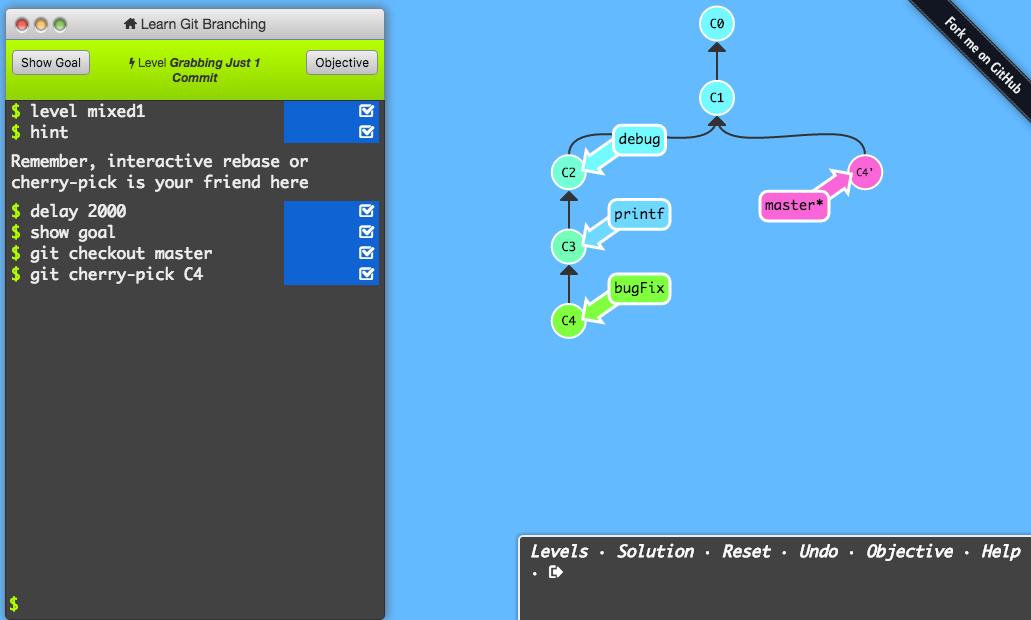 Learn Git Branching
Show Goal
Level Grabbing Just 1
Commit
Objective
$ level mixed1
$ hint
Remember, interactive rebase or
cherry-pick is your friend here
$ delay 2000
$ show goal
$ git checkout master
$ git cherry-pick C4
$
C0
C1
debug
C2
C4'
master*
printf
C3
bugFix
C4
Fork me on GitHub
Levels · Solution · Reset · Undo · Objective · Help
·